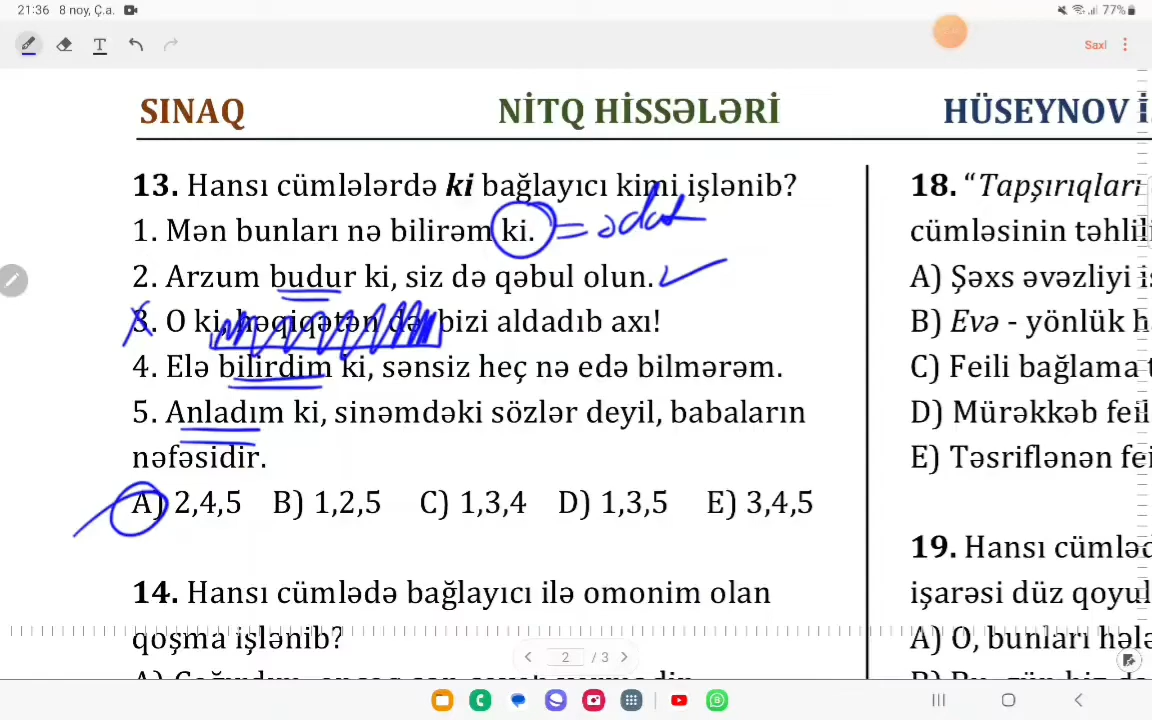 21:36 8 noy, Ç.a.
77%
T
Saxl
SINAQ
NİTQ HİSSƏLƏRİ
HÜSEYNOV İ
13. Hansı cümlələrdə ki bağlayıcı kimi işlənib?
1. Mən bunları nə bilirəm ki. = ədat
2. Arzum budur ki, siz də qəbul olun.
3. O ki, həqiqətən də bizi aldadıb axı!
4. Elə bilirdim ki, sənsiz heç nə edə bilmərəm.
5. Anladım ki, sinəmdəki sözlər deyil, babaların
nəfəsidir.
A) 2,4,5 B) 1,2,5 C) 1,3,4 D) 1,3,5 E) 3,4,5
14. Hansı cümlədə bağlayıcı ilə omonim olan
qoşma işlənib?
18. "Tapşırıqları
cümləsinin təhlili
A) Şəxs əvəzliyi iş
B) Evə - yönlük h
C) Feili bağlama t
D) Mürəkkəb feil
E) Təsriflənən fei
19. Hansı cümləd
işarəsi düz qoyul
A) O, bunları hələ
2 / 3